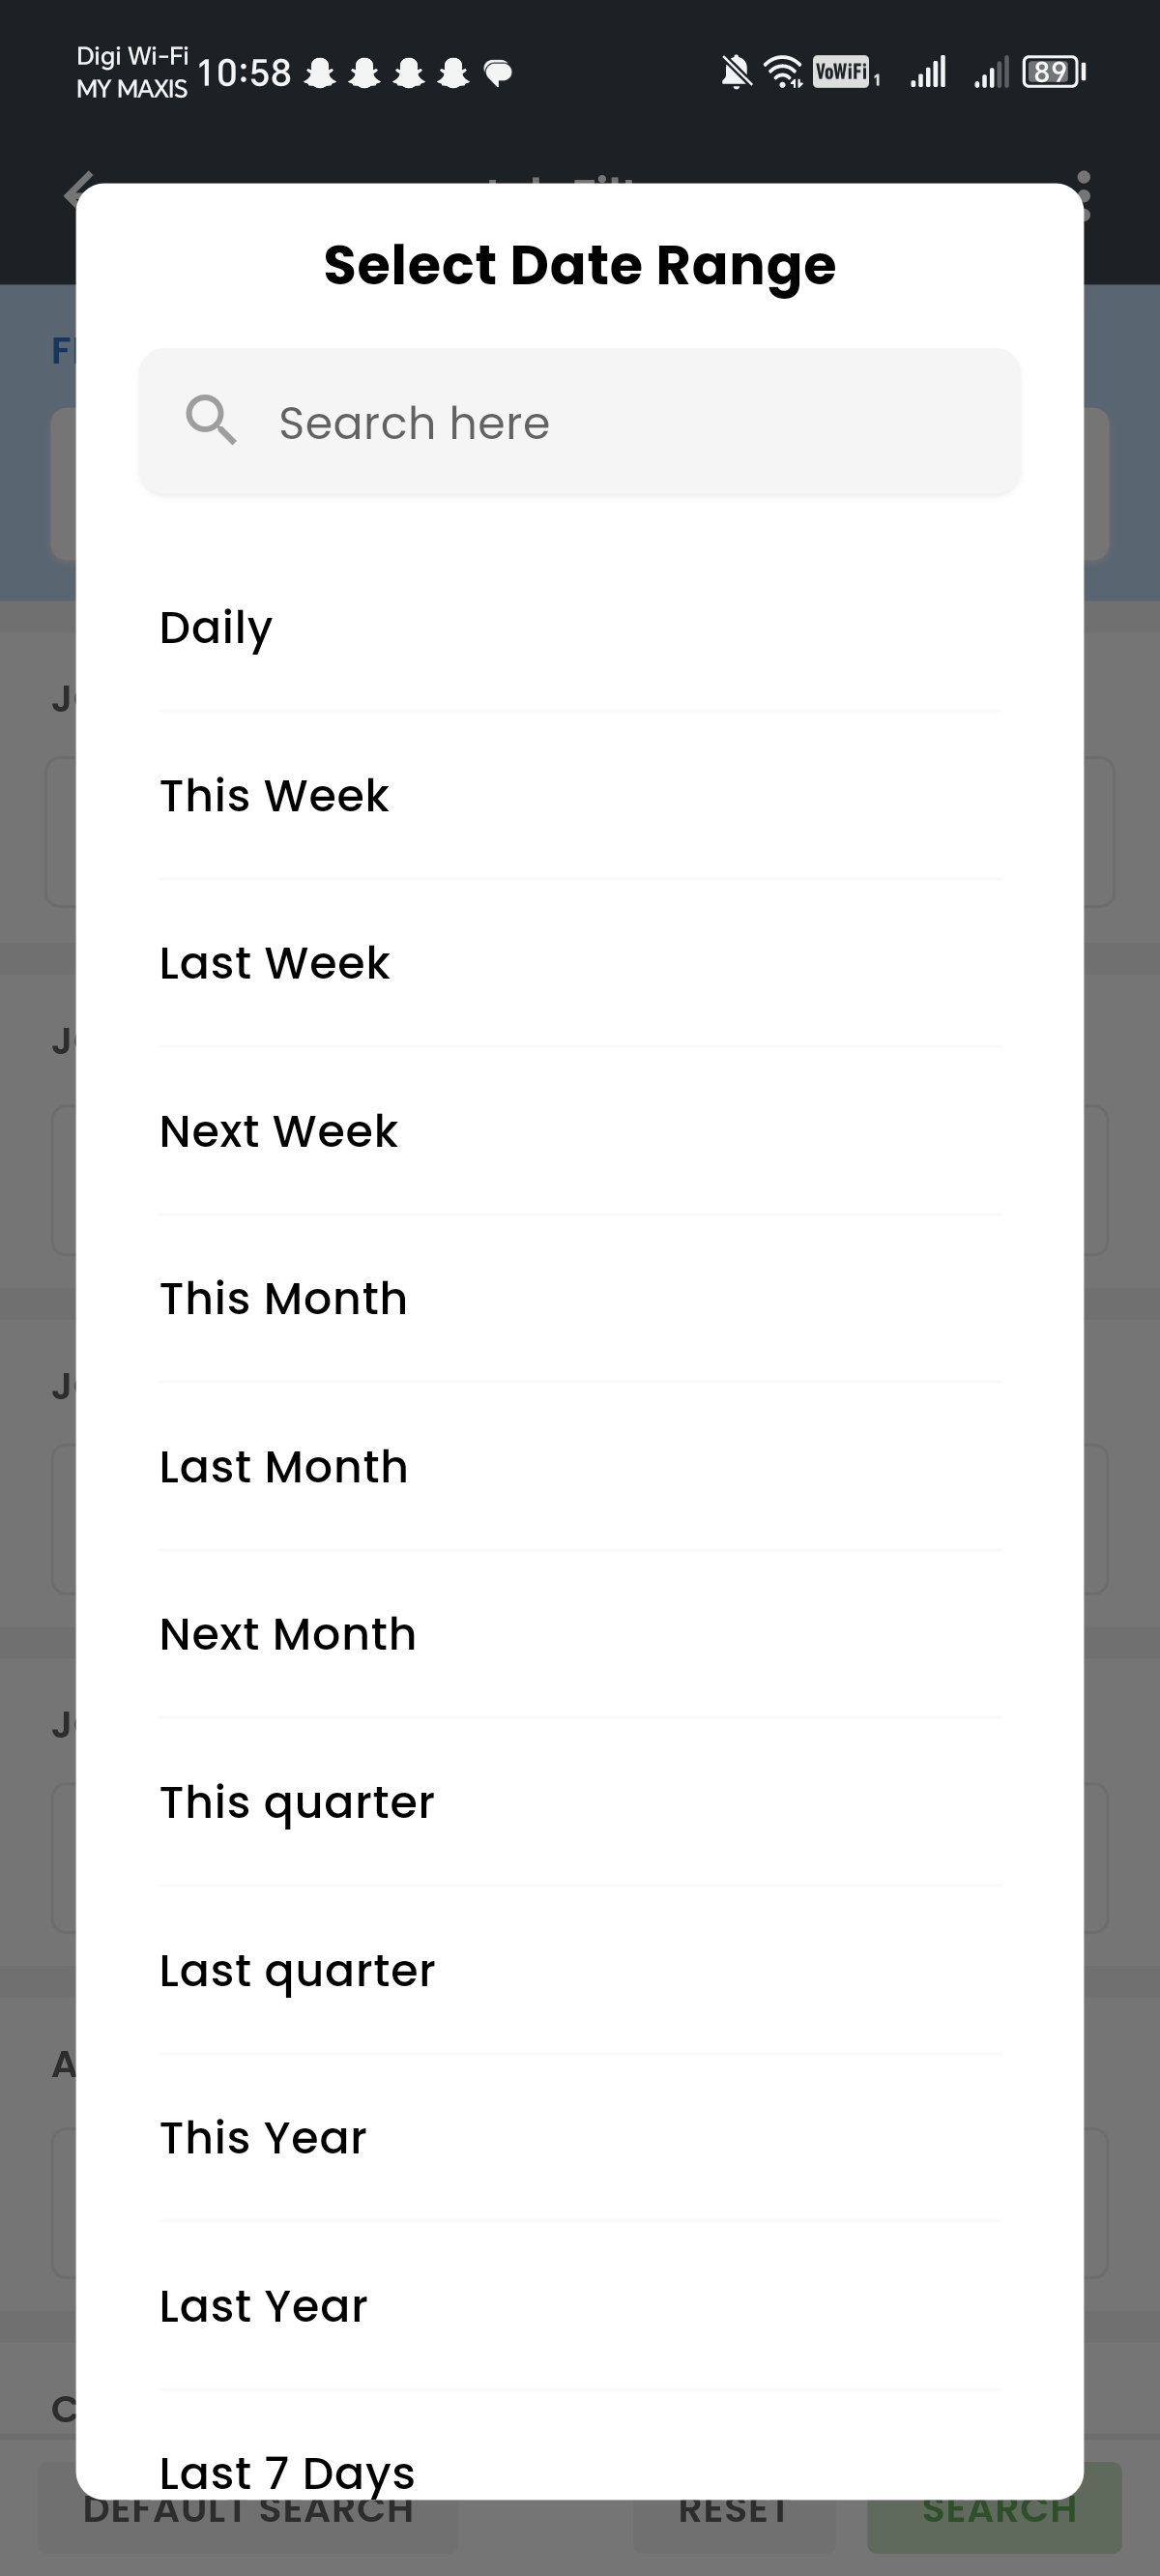 Digi Wi-Fi
MY MAXIS
10:58
VoWiFi 1
89
Select Date Range
Search here
Daily
This Week
Last Week
Next Week
This Month
Last Month
Next Month
This quarter
Last quarter
This Year
Last Year
Last 7 Days
DEFAULT SEARCH RESET SEARCH